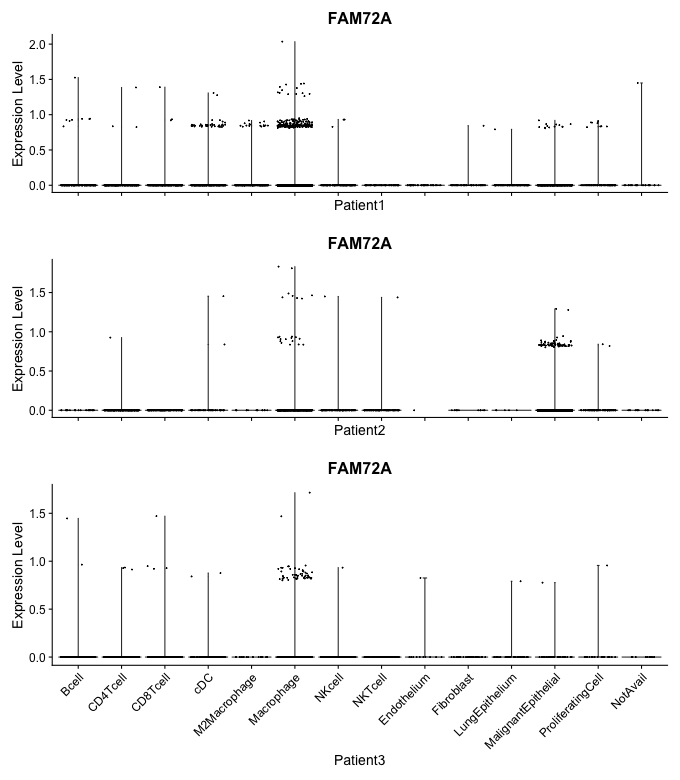 FAM72A
Expression Level
2.0
1.5
1.0
0.5
0.0
Patient1
FAM72A
Expression Level
1.5
1.0
0.5
0.0
Patient2
FAM72A
Expression Level
1.5
1.0
0.5
0.0
Bcell
CD4Tcell
CD8Tcell
cDC
M2Macrophage
Macrophage
NKcell
NKTcell
Endothelium
Fibroblast
LungEpithelium
MalignantEpithelial
ProliferatingCell
NotAvail
Patient3